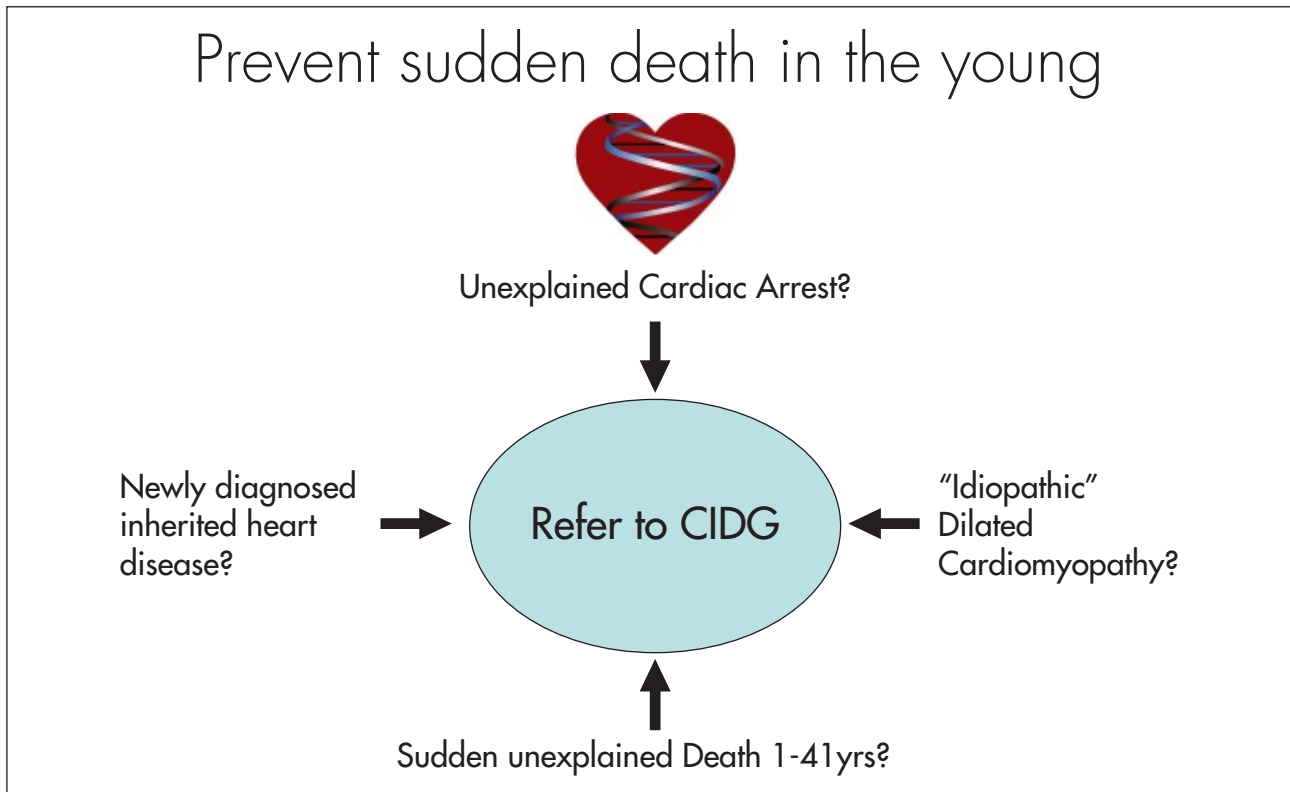 Prevent sudden death in the young
Unexplained Cardiac Arrest?
Newly diagnosed
inherited heart
disease?
Refer to CIDG
“Idiopathic”
Dilated
Cardiomyopathy?
Sudden unexplained Death 1-41yrs?